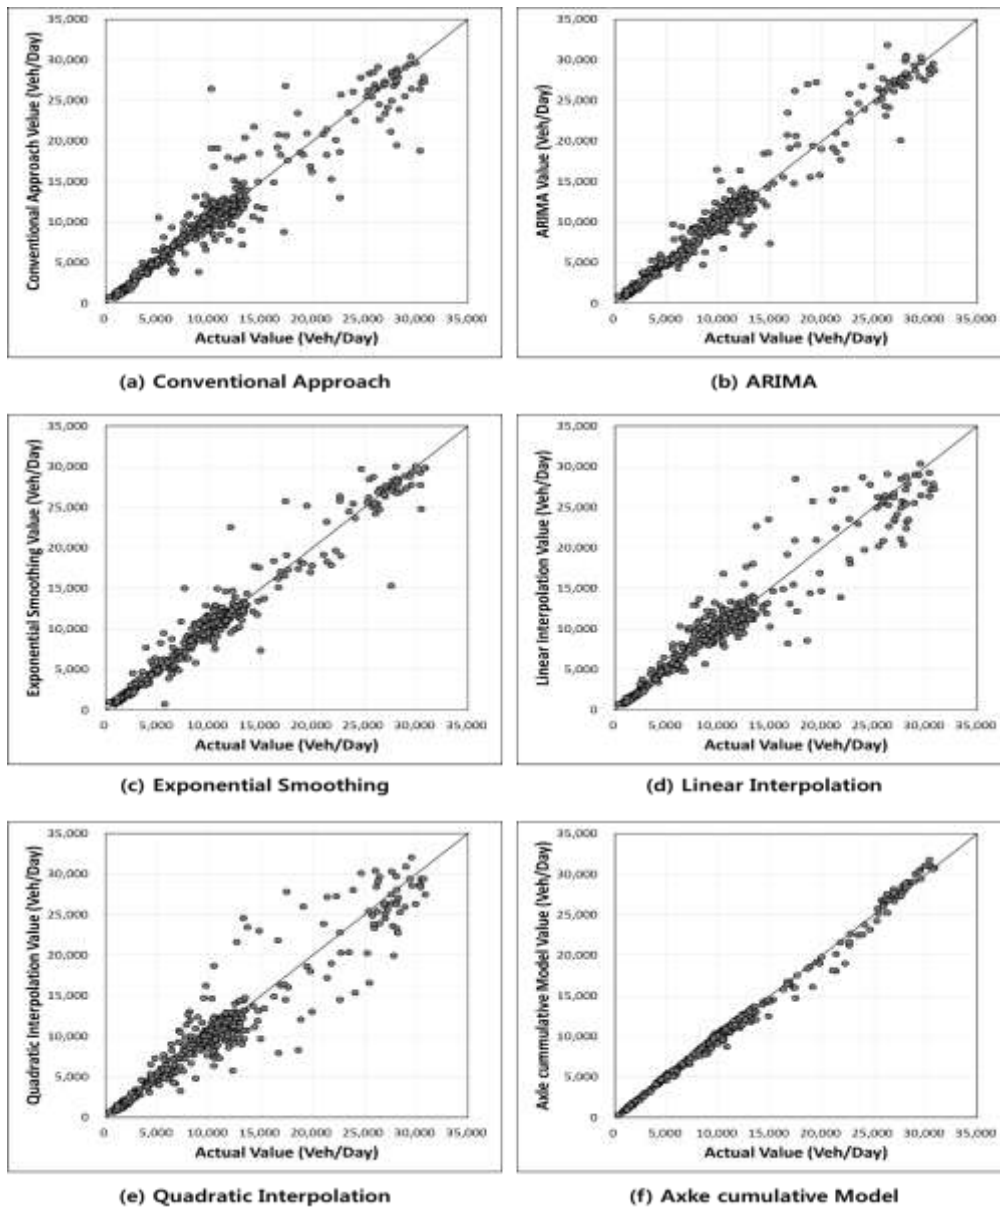 35,000
30,000
25,000
20,000
15,000
10,000
5,000
0
Conventional Approach Value (Veh/Day)
0 5,000 10,000 15,000 20,000 25,000 30,000 35,000
Actual Value (Veh/Day)
(a) Conventional Approach
35,000
30,000
25,000
20,000
15,000
10,000
5,000
0
ARIMA Value (Veh/Day)
0 5,000 10,000 15,000 20,000 25,000 30,000 35,000
Actual Value (Veh/Day)
(b) ARIMA
35,000
30,000
25,000
20,000
15,000
10,000
5,000
0
Exponential Smoothing Value (Veh/Day)
0 5,000 10,000 15,000 20,000 25,000 30,000 35,000
Actual Value (Veh/Day)
(c) Exponential Smoothing
35,000
30,000
25,000
20,000
15,000
10,000
5,000
0
Linear Interpolation Value (Veh/Day)
0 5,000 10,000 15,000 20,000 25,000 30,000 35,000
Actual Value (Veh/Day)
(d) Linear Interpolation
35,000
30,000
25,000
20,000
15,000
10,000
5,000
0
Quadratic Interpolation Value (Veh/Day)
0 5,000 10,000 15,000 20,000 25,000 30,000 35,000
Actual Value (Veh/Day)
(e) Quadratic Interpolation
35,000
30,000
25,000
20,000
15,000
10,000
5,000
0
Axke cummulative Model Value (Veh/Day)
0 5,000 10,000 15,000 20,000 25,000 30,000 35,000
Actual Value (Veh/Day)
(f) Axke cumulative Model